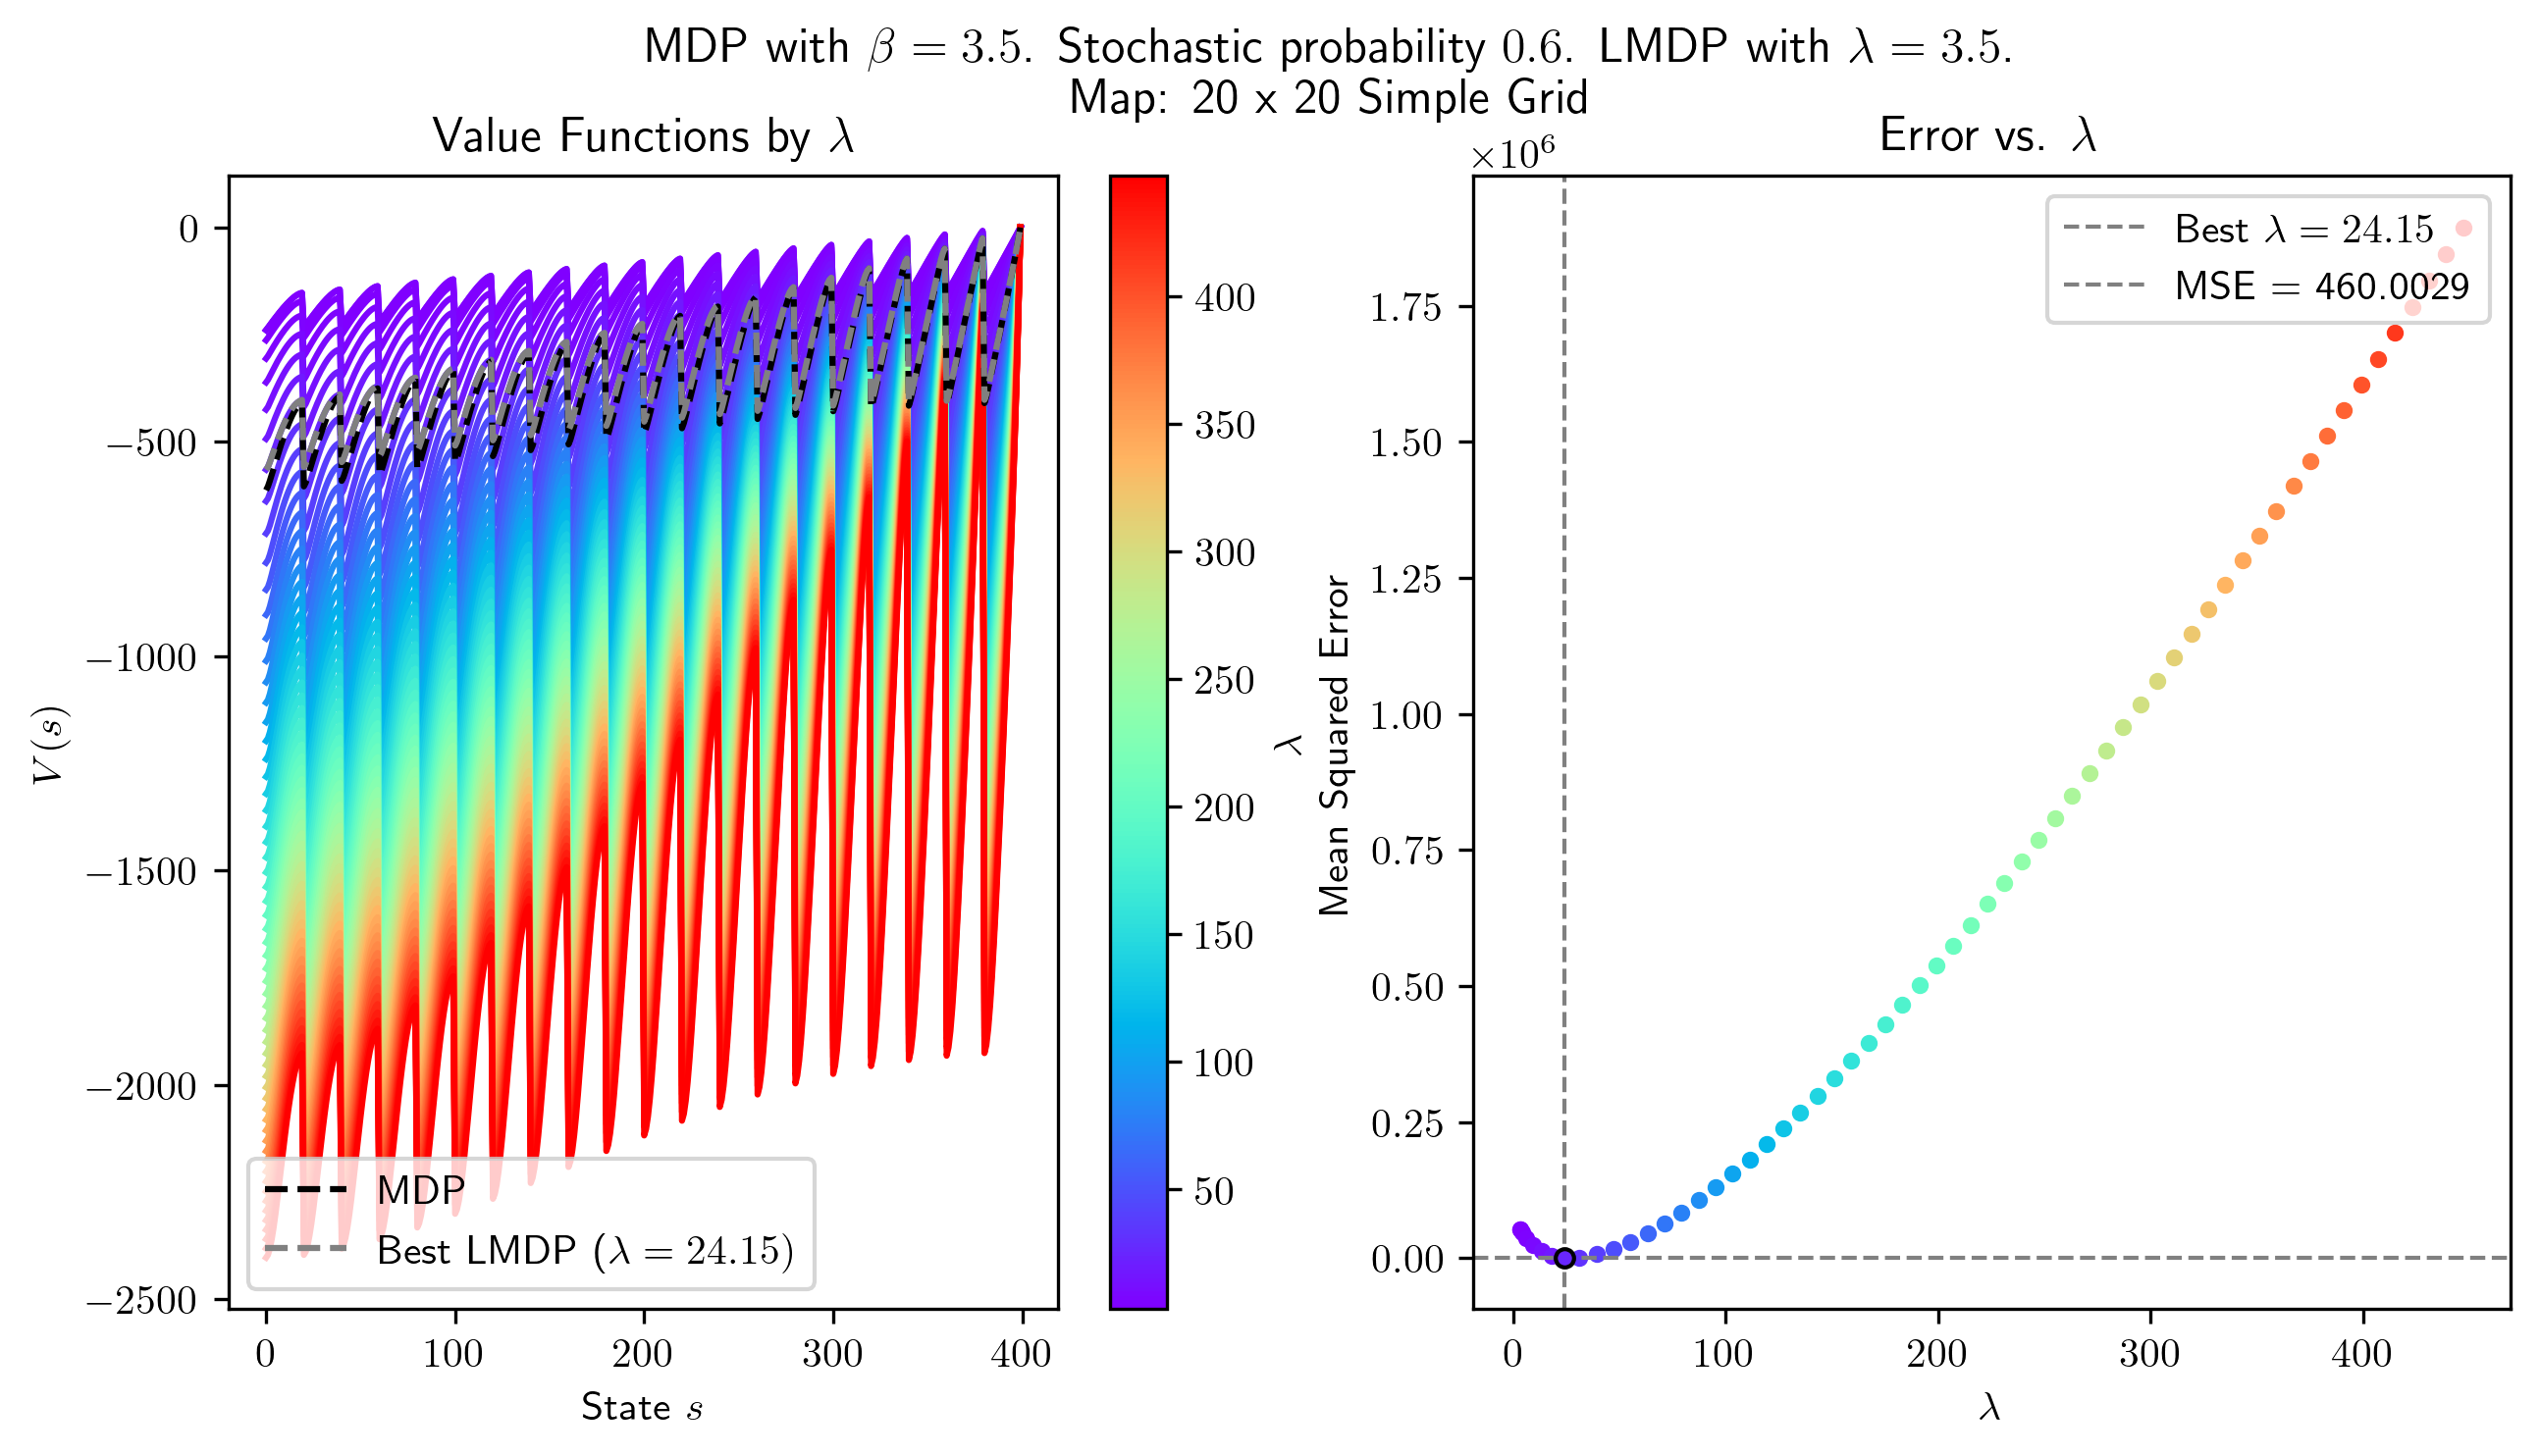 MDP with β = 3.5. Stochastic probability 0.6. LMDP with λ = 3.5.
Map: 20 x 20 Simple Grid
Value Functions by λ
0
−500
−1000
−1500
−2000
−2500
V(s)
0 100 200 300 400
State s
MDP
Best LMDP (λ = 24.15)
400
350
300
250
200
150
100
50
λ
Error vs. λ
×10⁶
1.75
1.50
1.25
1.00
0.75
0.50
0.25
0.00
Mean Squared Error
0 100 200 300 400
λ
Best λ = 24.15
MSE = 460.0029